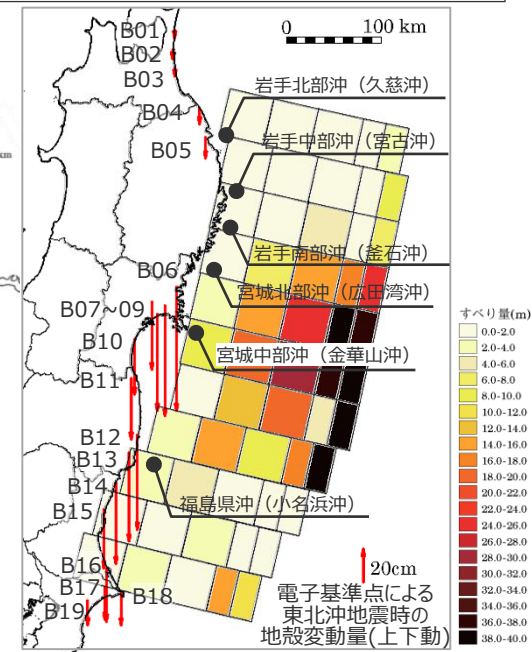 0 100 km
B01
B02
B03
B04
B05
B06
B07~09
B10
B11
B12
B13
B14
B15
B16
B17
B18
B19
岩手北部沖（久慈沖）
岩手中部沖（宮古沖）
岩手南部沖（釜石沖）
宮城北部沖（広田湾沖）
宮城中部沖（金華山沖）
福島県沖（小名浜沖）
20cm
電子基準点による
東北沖地震時の
地殻変動量(上下動)
すべり量(m)
0.0-2.0
2.0-4.0
4.0-6.0
6.0-8.0
8.0-10.0
10.0-12.0
12.0-14.0
14.0-16.0
16.0-18.0
18.0-20.0
20.0-22.0
22.0-24.0
24.0-26.0
26.0-28.0
28.0-30.0
30.0-32.0
32.0-34.0
34.0-36.0
36.0-38.0
38.0-40.0
km